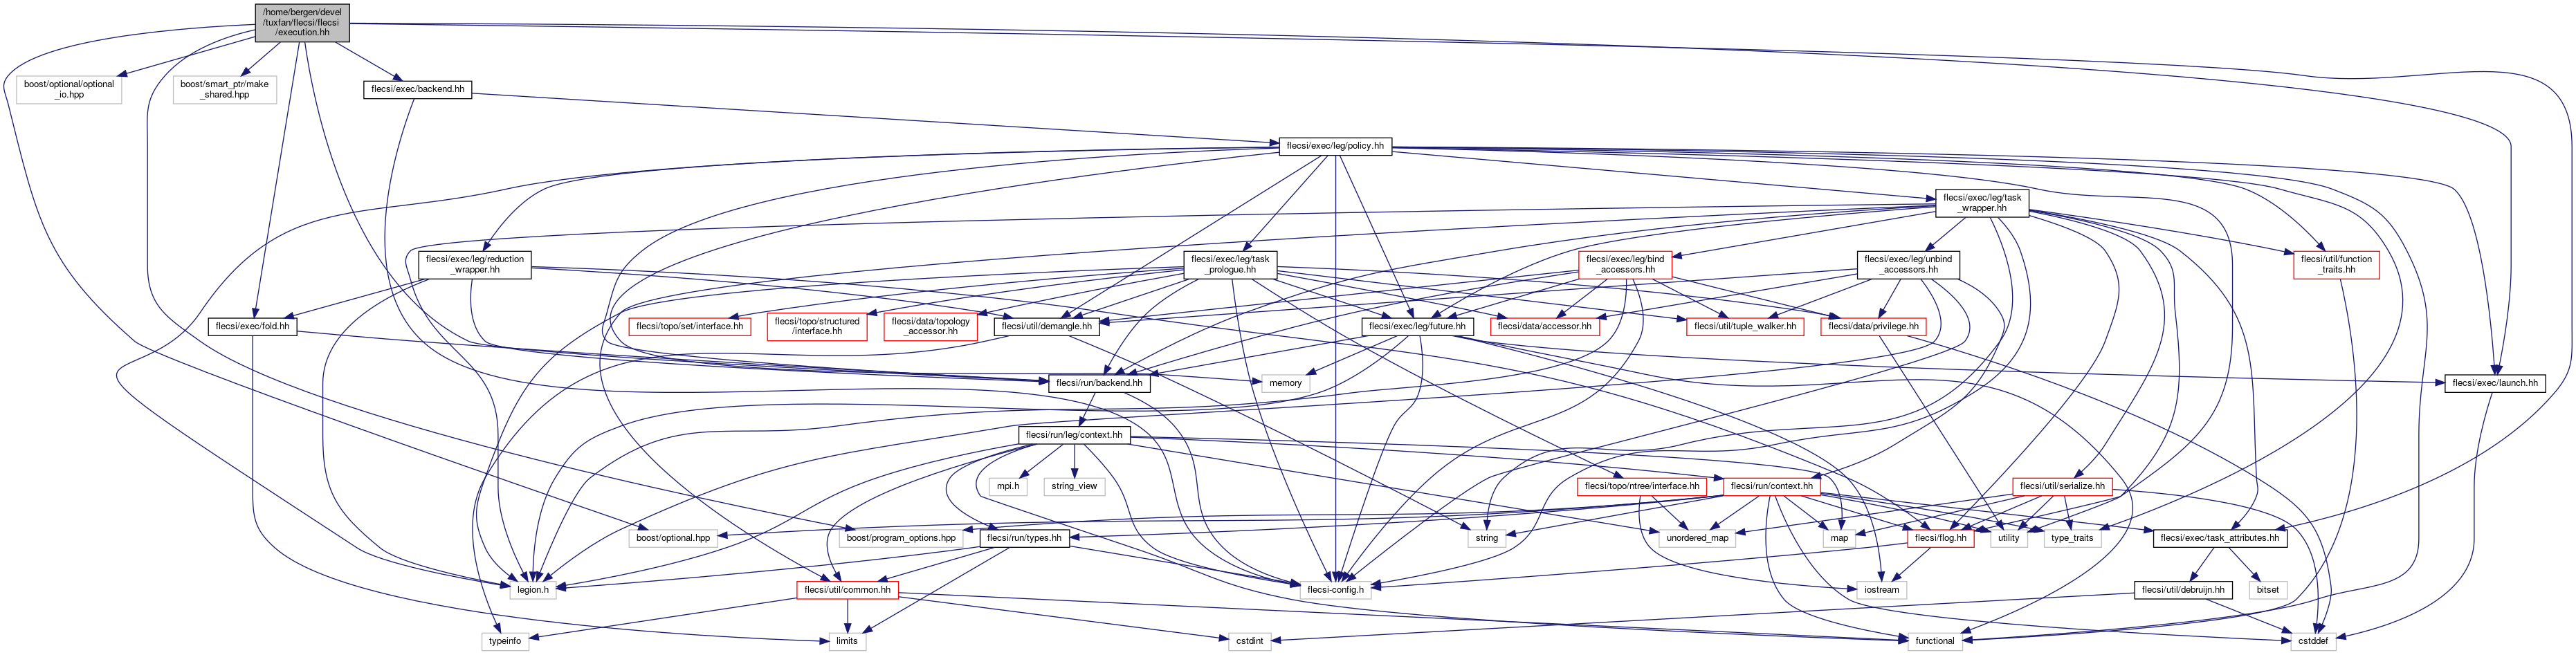 /home/bergen/devel
/tuxfan/flecsi/flecsi
/execution.hh
boost/optional/optional
_io.hpp
boost/smart_ptr/make
_shared.hpp
flecsi/exec/backend.hh
flecsi/exec/leg/policy.hh
flecsi/exec/leg/task
_wrapper.hh
flecsi/exec/leg/reduction
_wrapper.hh
flecsi/exec/leg/task
_prologue.hh
flecsi/exec/leg/bind
_accessors.hh
flecsi/exec/leg/unbind
_accessors.hh
flecsi/util/function
_traits.hh
flecsi/exec/fold.hh
flecsi/topo/set/interface.hh
flecsi/topo/structured
/interface.hh
flecsi/data/topology
_accessor.hh
flecsi/util/demangle.hh
flecsi/exec/leg/future.hh
flecsi/data/accessor.hh
flecsi/util/tuple_walker.hh
flecsi/data/privilege.hh
flecsi/run/backend.hh
memory
flecsi/exec/launch.hh
flecsi/run/leg/context.hh
mpi.h
string_view
flecsi/topo/ntree/interface.hh
flecsi/run/context.hh
flecsi/util/serialize.hh
boost/optional.hpp
boost/program_options.hpp
flecsi/run/types.hh
string
unordered_map
map
flecsi/flog.hh
utility
type_traits
flecsi/exec/task_attributes.hh
legion.h
flecsi/util/common.hh
flecsi-config.h
iostream
flecsi/util/debruijn.hh
bitset
typeinfo
limits
cstdint
functional
cstddef